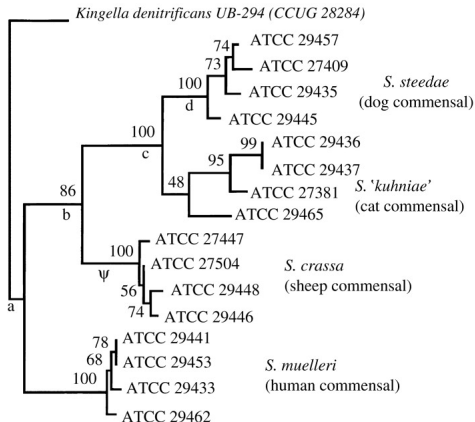 Kingella denitrificans UB-294 (CCUG 28284)
74
ATCC 29457
73
ATCC 27409
100
ATCC 29435
S. steedae
(dog commensal)
d
ATCC 29445
100
c
99
ATCC 29436
95
ATCC 29437
48
ATCC 27381
S. 'kuhniae'
(cat commensal)
86
b
ATCC 29465
100
ATCC 27447
ψ
ATCC 27504
S. crassa
(sheep commensal)
56
ATCC 29448
74
ATCC 29446
a
78
ATCC 29441
68
ATCC 29453
S. muelleri
(human commensal)
100
ATCC 29433
ATCC 29462